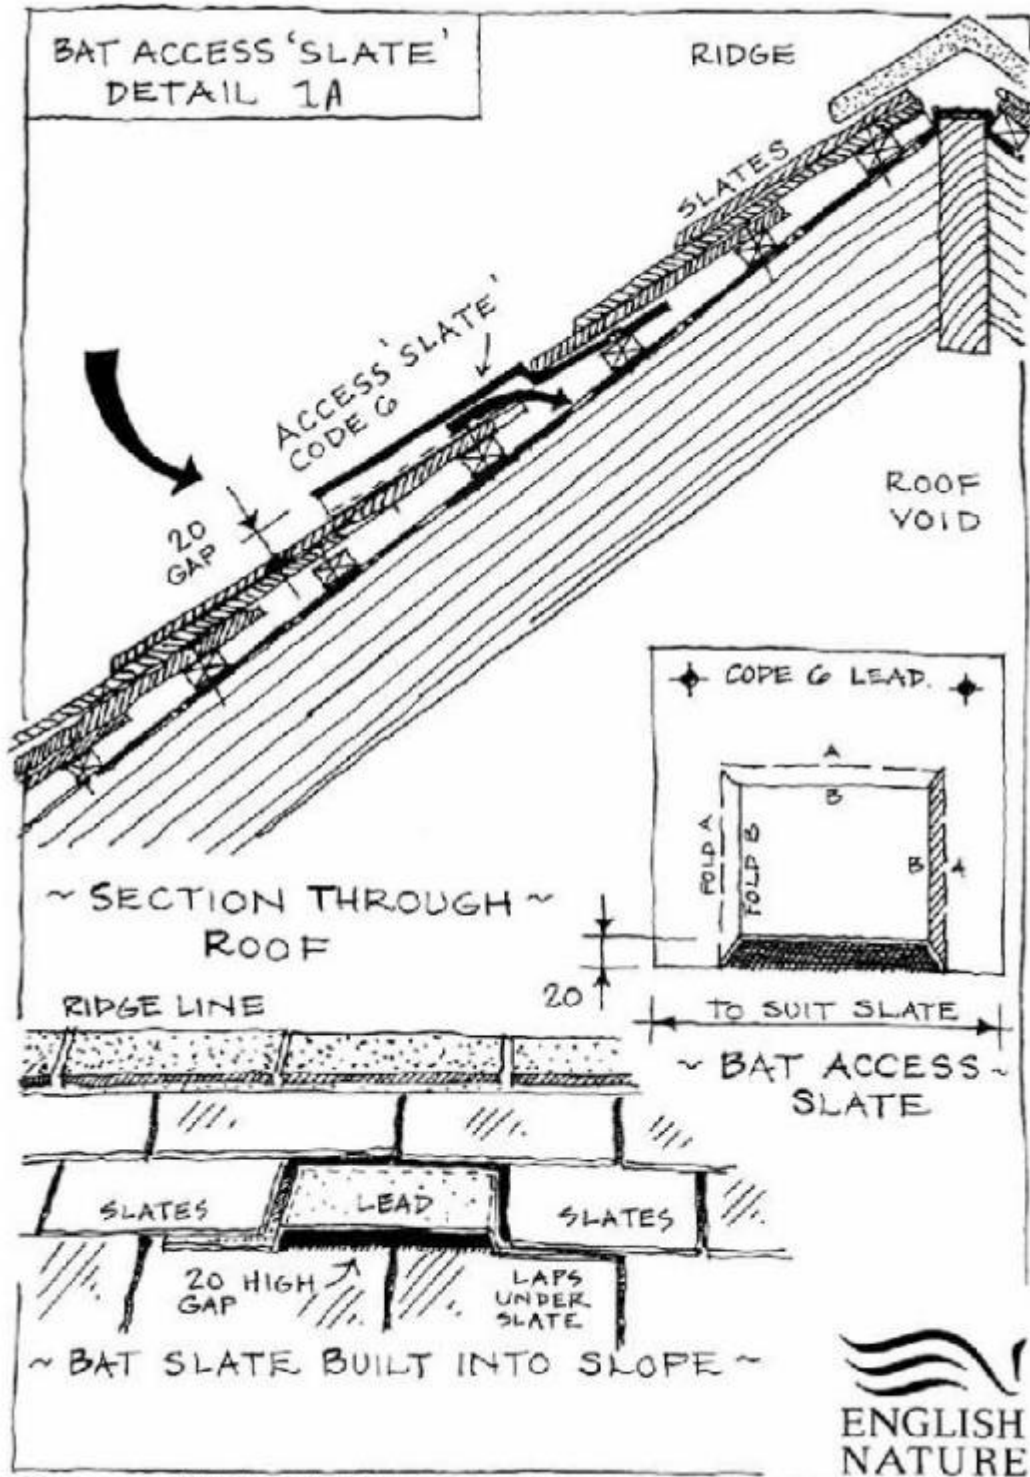 BAT ACCESS 'SLATE'
DETAIL 1A
RIDGE
SLATES
ACCESS 'SLATE'
CODE 6
20
GAP
ROOF
VOID
CODE 6 LEAD.
A
B
FOLD A
FOLD B
B
A
20
TO SUIT SLATE
~ BAT ACCESS ~
SLATE
~ SECTION THROUGH ~
ROOF
RIDGE LINE
SLATES
LEAD
SLATES
20 HIGH
GAP
LAPS
UNDER
SLATE
~ BAT SLATE BUILT INTO SLOPE ~
ENGLISH
NATURE